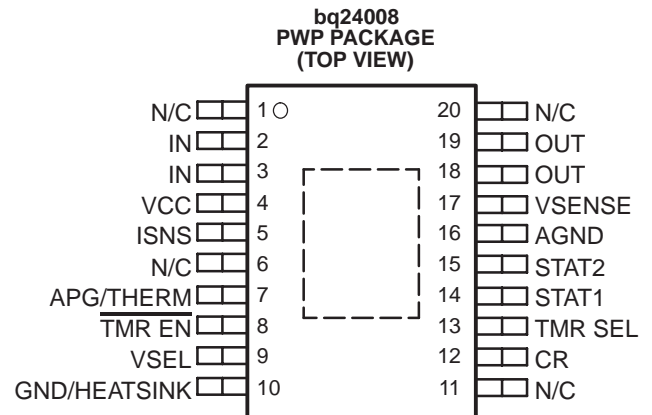 bq24008
PWP PACKAGE
(TOP VIEW)
N/C 1 20 N/C
IN 2 19 OUT
IN 3 18 OUT
VCC 4 17 VSENSE
ISNS 5 16 AGND
N/C 6 15 STAT2
APG/THERM 7 14 STAT1
TMR EN 8 13 TMR SEL
VSEL 9 12 CR
GND/HEATSINK 10 11 N/C